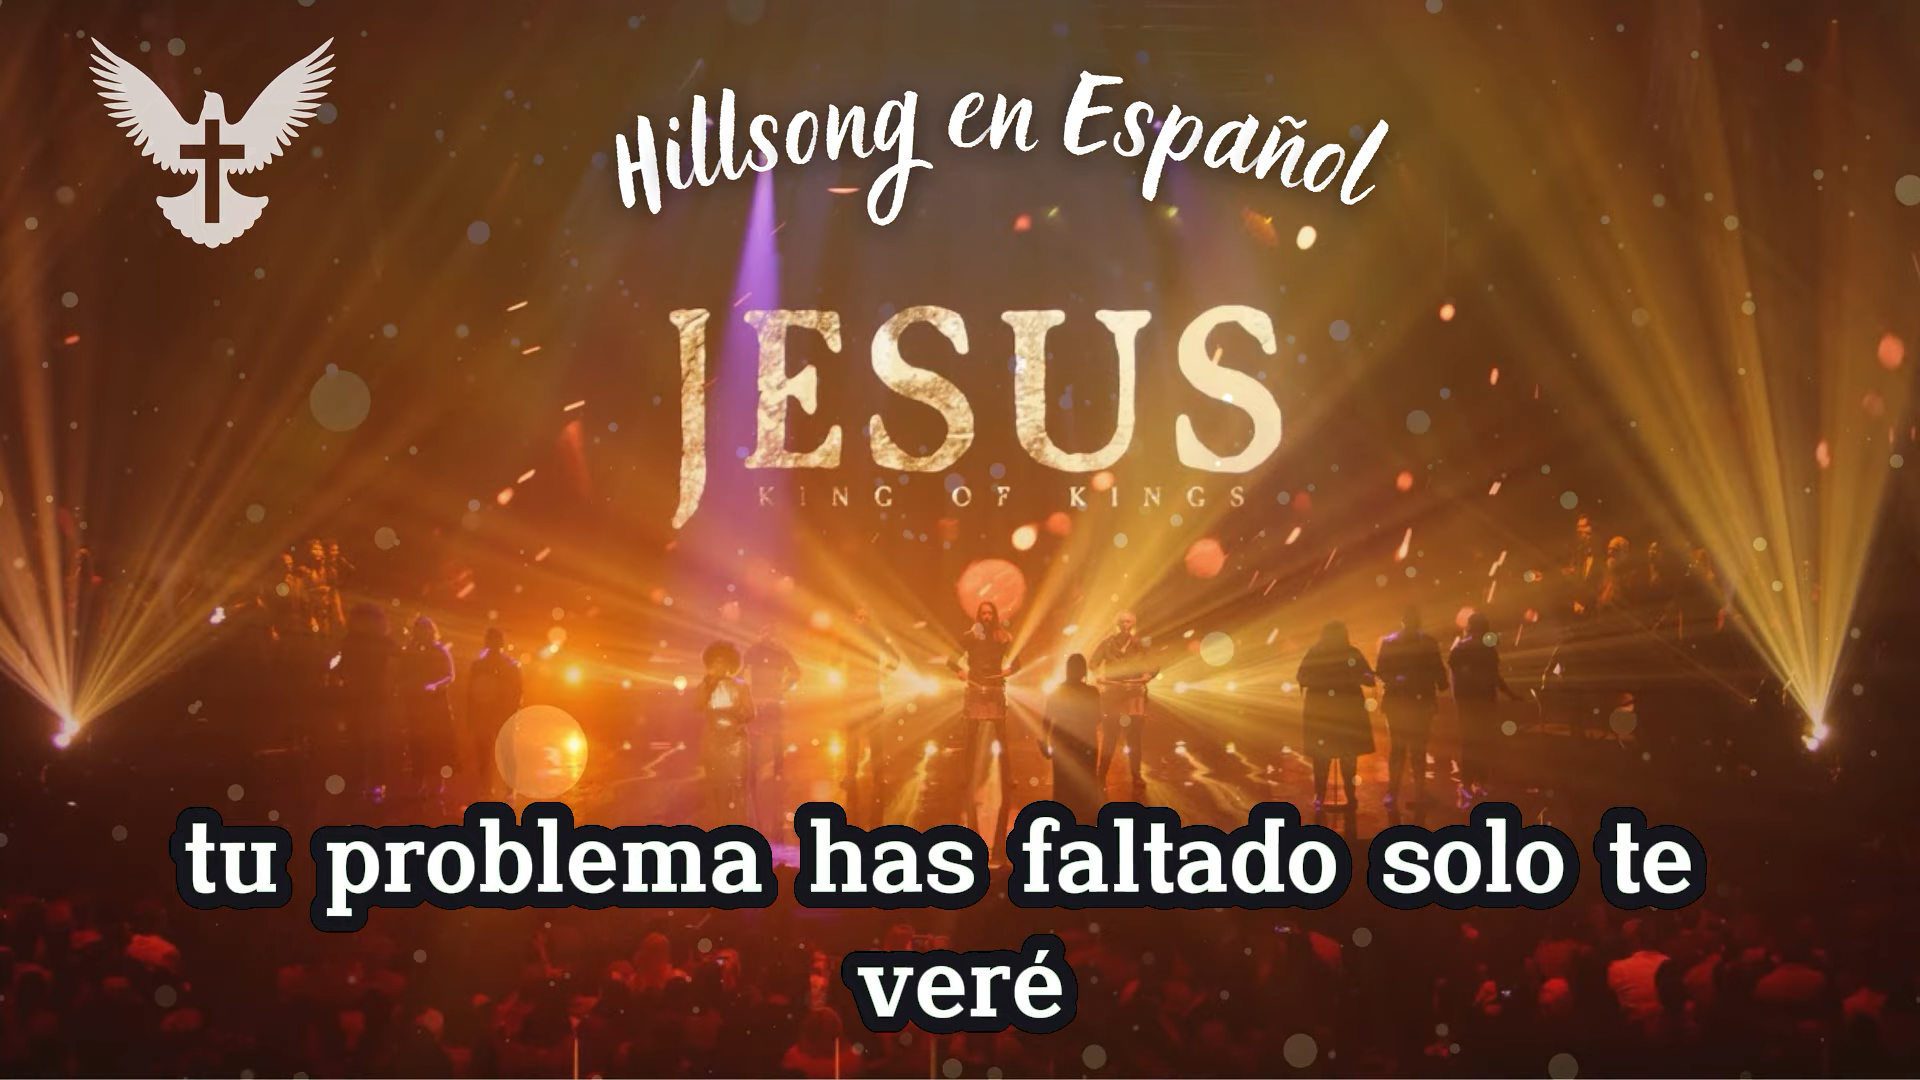 Hillsong en Español
JESUS
KING OF KINGS
tu problema has faltado solo te
veré